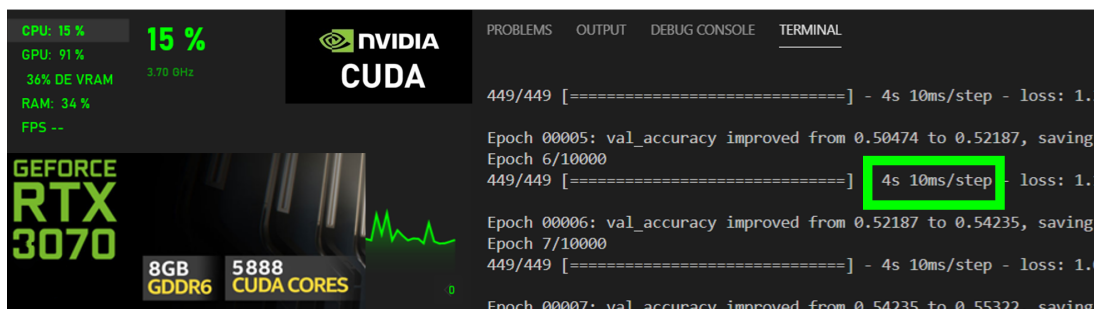 CPU: 15 %
GPU: 91 %
36% DE VRAM
RAM: 34 %
FPS --
15 %
3.70 GHz
NVIDIA
CUDA
GEFORCE
RTX
3070
8GB
GDDR6
5888
CUDA CORES
0
PROBLEMS OUTPUT DEBUG CONSOLE TERMINAL
449/449 [==============================] - 4s 10ms/step - loss: 1.
Epoch 00005: val_accuracy improved from 0.50474 to 0.52187, saving
Epoch 6/10000
449/449 [==============================] 4s 10ms/step - loss: 1.
Epoch 00006: val_accuracy improved from 0.52187 to 0.54235, saving
Epoch 7/10000
449/449 [==============================] - 4s 10ms/step - loss: 1.
Epoch 00007: val_accuracy improved from 0.54235 to 0.55322, saving